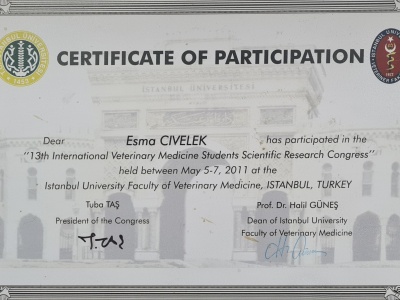 CERTIFICATE OF PARTICIPATION
ISTANBUL ÜNİVERSİTESİ
Dear Esma CIVELEK has participated in the
"13th International Veterinary Medicine Students Scientific Research Congress"
held between May 5-7, 2011 at the
Istanbul University Faculty of Veterinary Medicine, ISTANBUL, TURKEY
Tuba TAŞ Prof. Dr. Halil GÜNEŞ
President of the Congress Dean of Istanbul University
Faculty of Veterinary Medicine
T.TAŞ